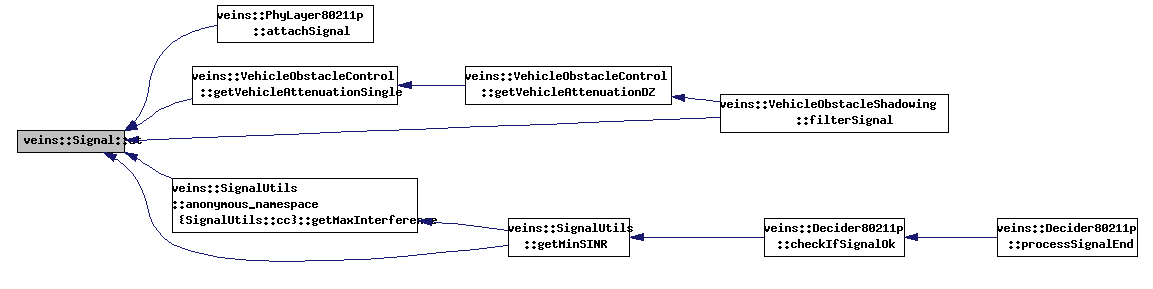 veins::PhyLayer80211p
::attachSignal
veins::VehicleObstacleControl
::getVehicleAttenuationSingle
veins::VehicleObstacleControl
::getVehicleAttenuationDZ
veins::VehicleObstacleShadowing
::filterSignal
veins::Signal::at
veins::SignalUtils
::anonymous_namespace
{SignalUtils::cc}::getMaxInterference
veins::SignalUtils
::getMinSINR
veins::Decider80211p
::checkIfSignalOk
veins::Decider80211p
::processSignalEnd